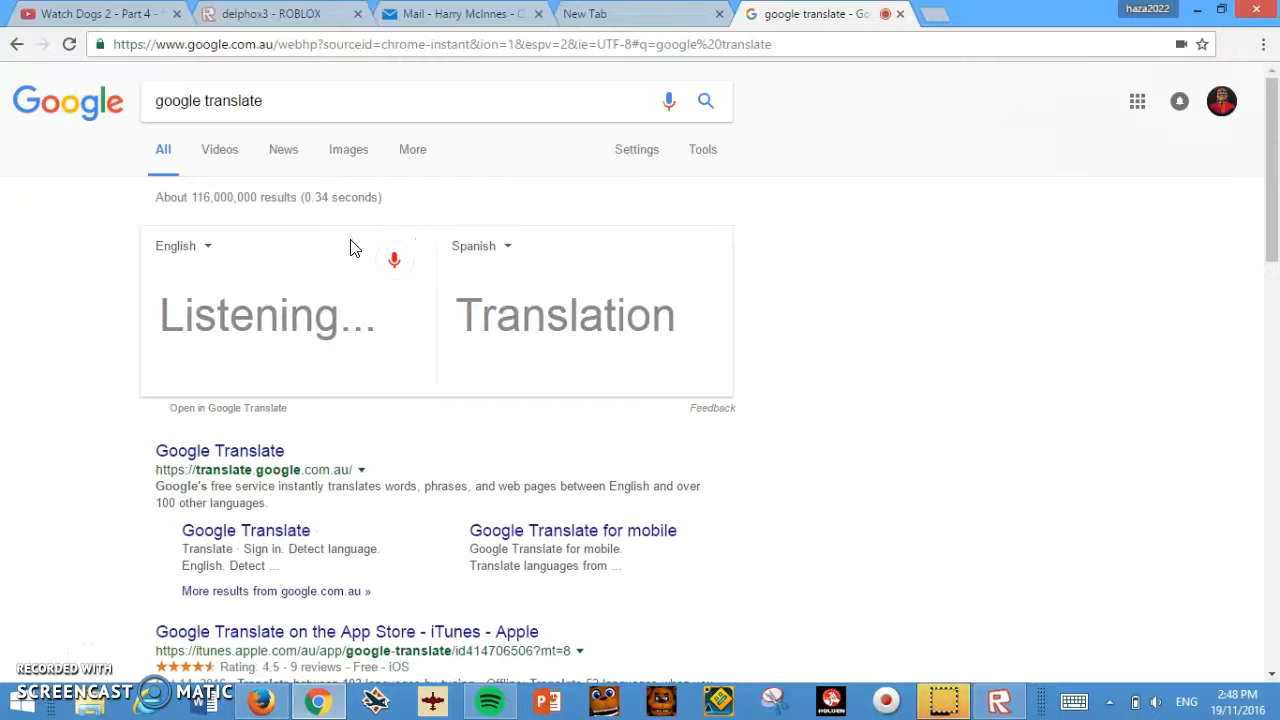 Watch Dogs 2 - Part 4 -
delphox3 - ROBLOX
Mail - Harry McInnes - C
New Tab
google translate - Go
haza2022
https://www.google.com.au/webhp?sourceid=chrome-instant&ion=1&espv=2&ie=UTF-8#q=google%20translate
Google
google translate
All Videos News Images More Settings Tools
About 116,000,000 results (0.34 seconds)
English
Spanish
Listening...
Translation
Open in Google Translate
Feedback
Google Translate
https://translate.google.com.au/
Google's free service instantly translates words, phrases, and web pages between English and over
100 other languages.
Google Translate
Translate · Sign in. Detect language.
English. Detect ...
Google Translate for mobile
Google Translate for mobile.
Translate languages from ...
More results from google.com.au »
Google Translate on the App Store - iTunes - Apple
https://itunes.apple.com/au/app/google-translate/id414706506?mt=8
Rating: 4.5 - 9 reviews - Free - iOS
RECORDED WITH
SCREENCAST MATIC
HOLDEN
ENG
2:48 PM
19/11/2016